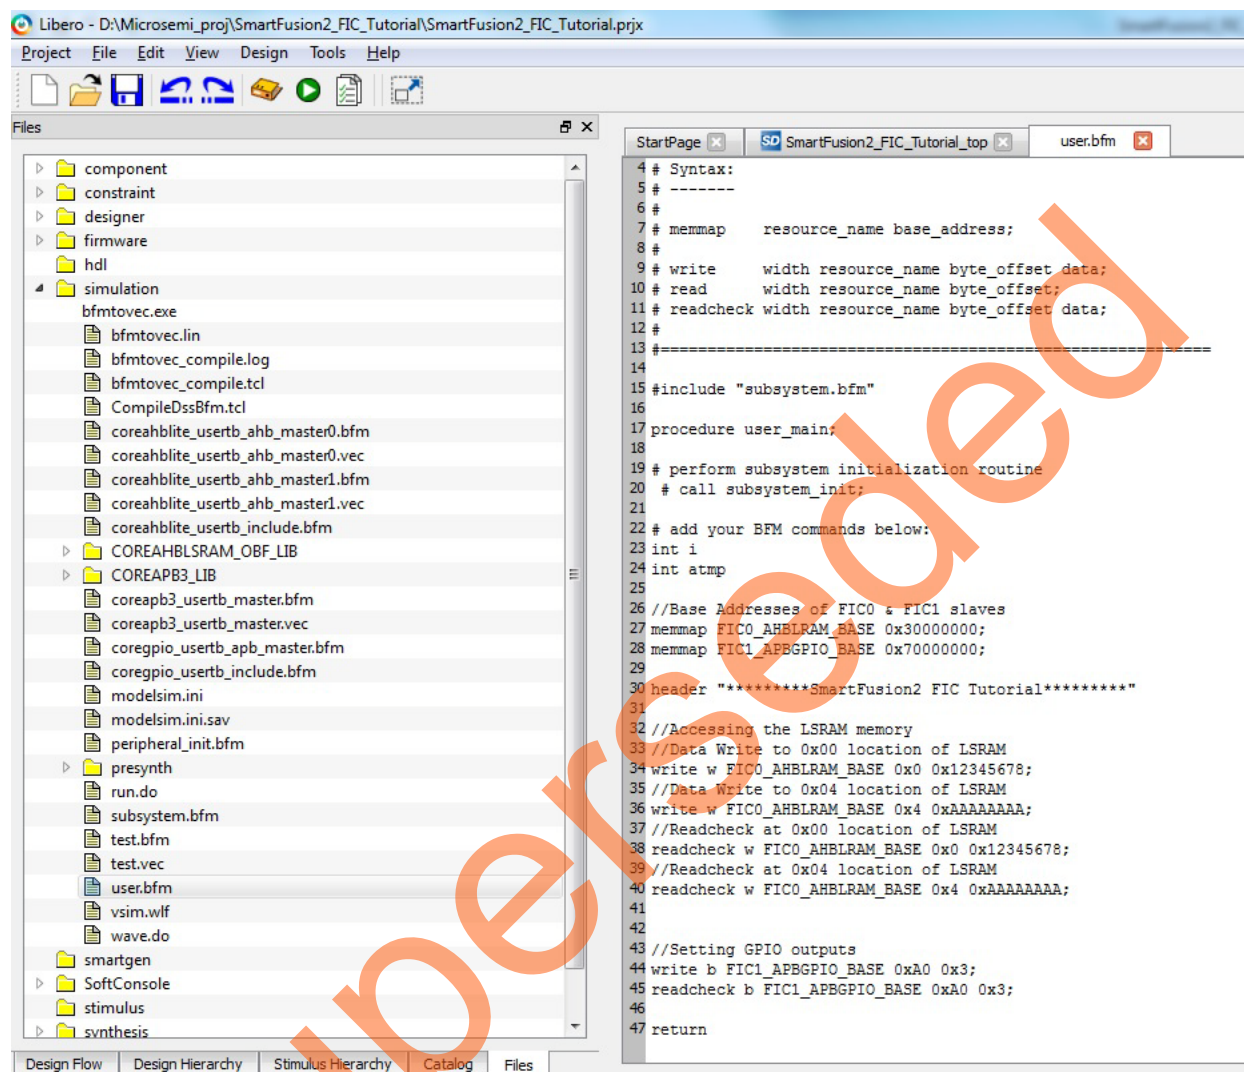 Libero - D:\Microsemi_proj\SmartFusion2_FIC_Tutorial\SmartFusion2_FIC_Tutorial.prjx
Project File Edit View Design Tools Help
Files
component
constraint
designer
firmware
hdl
simulation
bfmtovec.exe
bfmtovec.lin
bfmtovec_compile.log
bfmtovec_compile.tcl
CompileDssBfm.tcl
coreahblite_usertb_ahb_master0.bfm
coreahblite_usertb_ahb_master0.vec
coreahblite_usertb_ahb_master1.bfm
coreahblite_usertb_ahb_master1.vec
coreahblite_usertb_include.bfm
COREAHBLSRAM_OBF_LIB
COREAPB3_LIB
coreapb3_usertb_master.bfm
coreapb3_usertb_master.vec
coregpio_usertb_apb_master.bfm
coregpio_usertb_include.bfm
modelsim.ini
modelsim.ini.sav
peripheral_init.bfm
presynth
run.do
subsystem.bfm
test.bfm
test.vec
user.bfm
vsim.wlf
wave.do
smartgen
SoftConsole
stimulus
synthesis
Design Flow Design Hierarchy Stimulus Hierarchy Catalog Files
StartPage SD SmartFusion2_FIC_Tutorial_top user.bfm
4 # Syntax:
5 # -------
6 #
7 # memmap resource_name base_address;
8 #
9 # write width resource_name byte_offset data;
10 # read width resource_name byte_offset;
11 # readcheck width resource_name byte_offset data;
12 #
13 #===========================================================
14
15 #include "subsystem.bfm"
16
17 procedure user_main;
18
19 # perform subsystem initialization routine
20 # call subsystem_init;
21
22 # add your BFM commands below:
23 int i
24 int atmp
25
26 //Base Addresses of FIC0 & FIC1 slaves
27 memmap FIC0_AHBLRAM_BASE 0x30000000;
28 memmap FIC1_APBGPIO_BASE 0x70000000;
29
30 header "*********SmartFusion2 FIC Tutorial*********"
31
32 //Accessing the LSRAM memory
33 //Data Write to 0x00 location of LSRAM
34 write w FIC0_AHBLRAM_BASE 0x0 0x12345678;
35 //Data Write to 0x04 location of LSRAM
36 write w FIC0_AHBLRAM_BASE 0x4 0xAAAAAAAA;
37 //Readcheck at 0x00 location of LSRAM
38 readcheck w FIC0_AHBLRAM_BASE 0x0 0x12345678;
39 //Readcheck at 0x04 location of LSRAM
40 readcheck w FIC0_AHBLRAM_BASE 0x4 0xAAAAAAAA;
41
42
43 //Setting GPIO outputs
44 write b FIC1_APBGPIO_BASE 0xA0 0x3;
45 readcheck b FIC1_APBGPIO_BASE 0xA0 0x3;
46
47 return
perseded